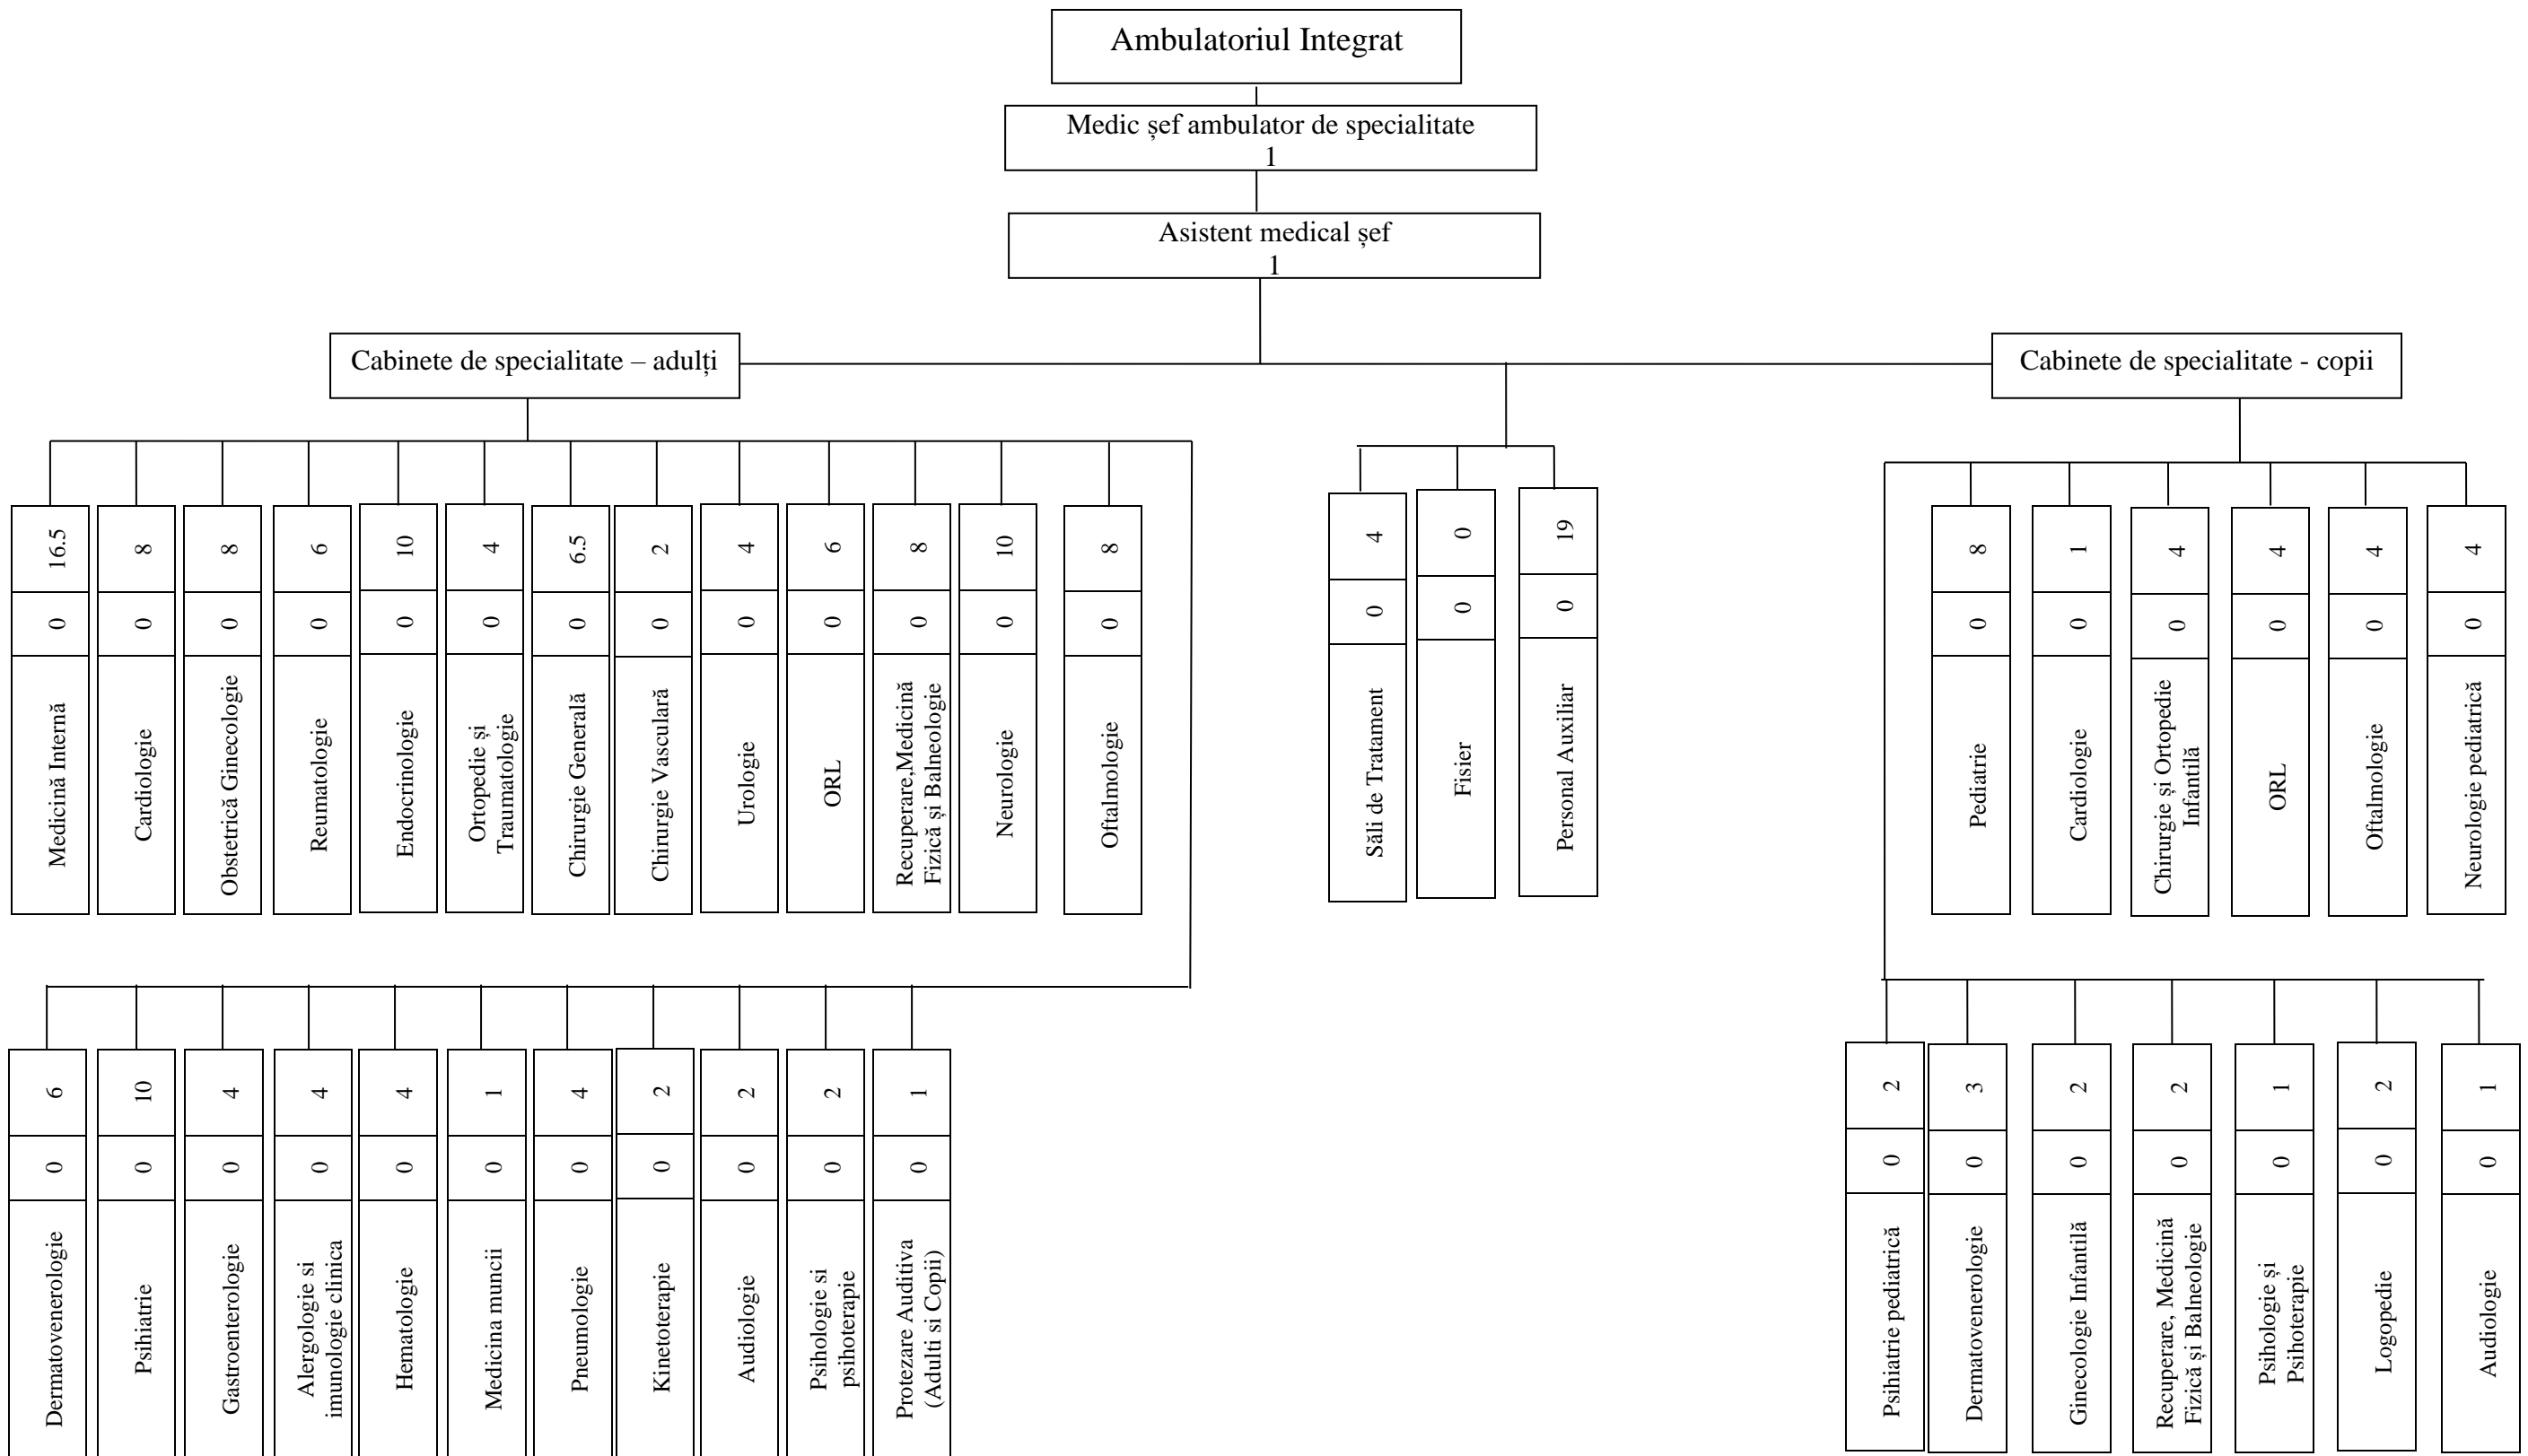 Ambulatoriul Integrat
Medic șef ambulator de specialitate
1
Asistent medical șef
1
Cabinete de specialitate – adulți
Cabinete de specialitate - copii
16.5
0
Medicină Internă
8
0
Cardiologie
8
0
Obstetrică Ginecologie
6
0
Reumatologie
10
0
Endocrinologie
4
0
Ortopedie și
Traumatologie
6.5
0
Chirurgie Generală
2
0
Chirurgie Vasculară
4
0
Urologie
6
0
ORL
8
0
Recuperare,Medicină
Fizică și Balneologie
10
0
Neurologie
8
0
Oftalmologie
4
0
Săli de Tratament
0
0
Fisier
19
0
Personal Auxiliar
8
0
Pediatrie
1
0
Cardiologie
4
0
Chirurgie și Ortopedie
Infantilă
4
0
ORL
4
0
Oftalmologie
4
0
Neurologie pediatrică
6
0
Dermatovenerologie
10
0
Psihiatrie
4
0
Gastroenterologie
4
0
Alergologie si
imunologie clinica
4
0
Hematologie
1
0
Medicina muncii
4
0
Pneumologie
2
0
Kinetoterapie
2
0
Audiologie
2
0
Psihologie si
psihoterapie
1
0
Protezare Auditiva
(Adulti si Copii)
2
0
Psihiatrie pediatrică
3
0
Dermatovenerologie
2
0
Ginecologie Infantilă
2
0
Recuperare, Medicină
Fizică și Balneologie
1
0
Psihologie și
Psihoterapie
2
0
Logopedie
1
0
Audiologie